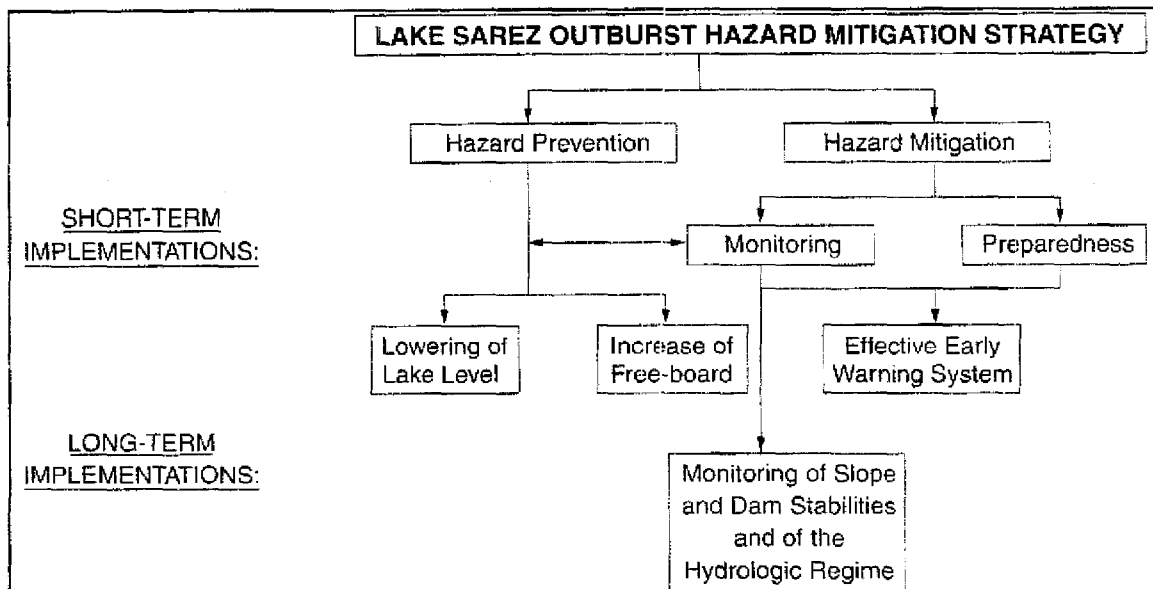 LAKE SAREZ OUTBURST HAZARD MITIGATION STRATEGY
Hazard Prevention
Hazard Mitigation
SHORT-TERM
IMPLEMENTATIONS:
Monitoring
Preparedness
Lowering of
Lake Level
Increase of
Free-board
Effective Early
Warning System
LONG-TERM
IMPLEMENTATIONS:
Monitoring of Slope
and Dam Stabilities
and of the
Hydrologic Regime